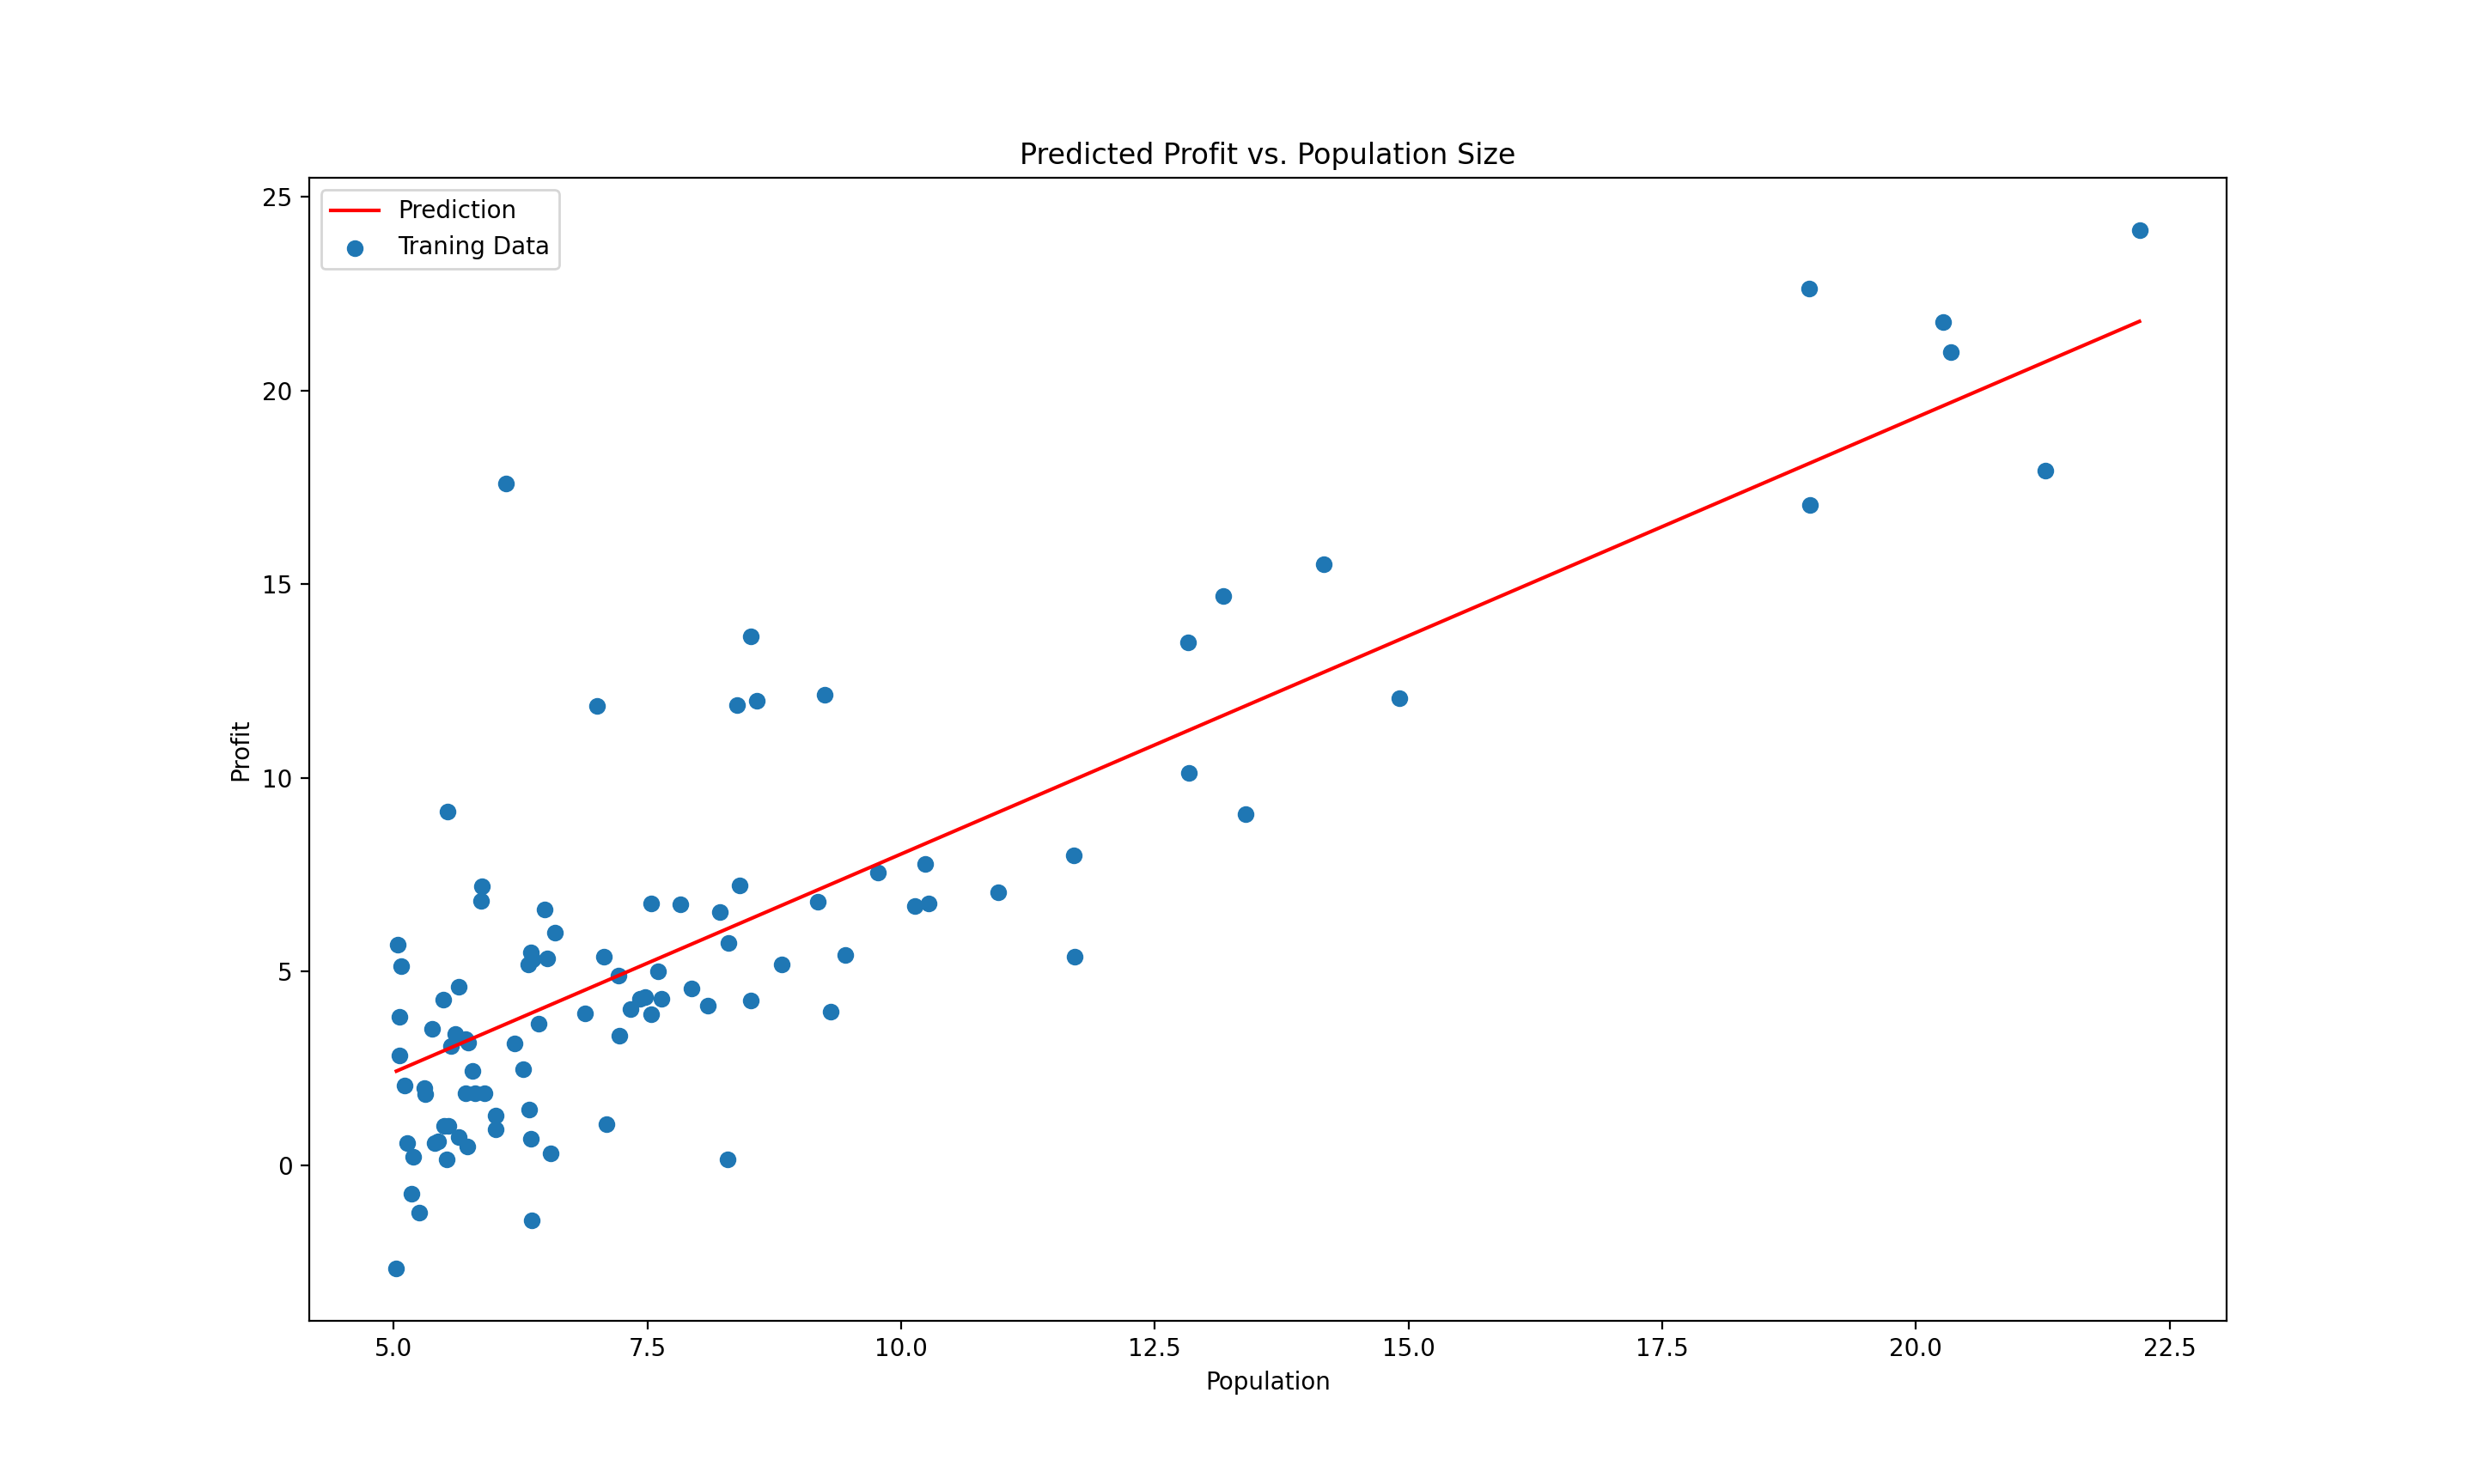 Predicted Profit vs. Population Size
Prediction
Traning Data
25
20
15
10
5
0
Profit
5.0 7.5 10.0 12.5 15.0 17.5 20.0 22.5
Population